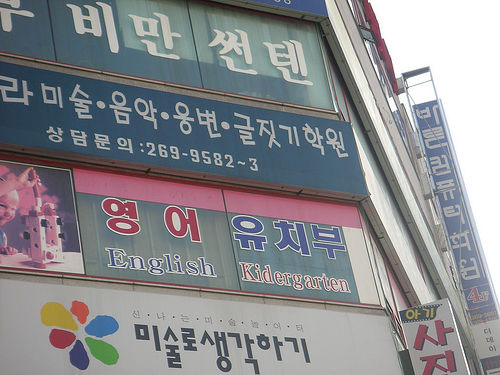 부 비만 썬텐
라미술·음악·웅변·글짓기학원
상담문의:269-9582~3
영어 유치부
English Kidergarten
신·나·는·미·술·놀·이·터
미술로생각하기
아기
사진